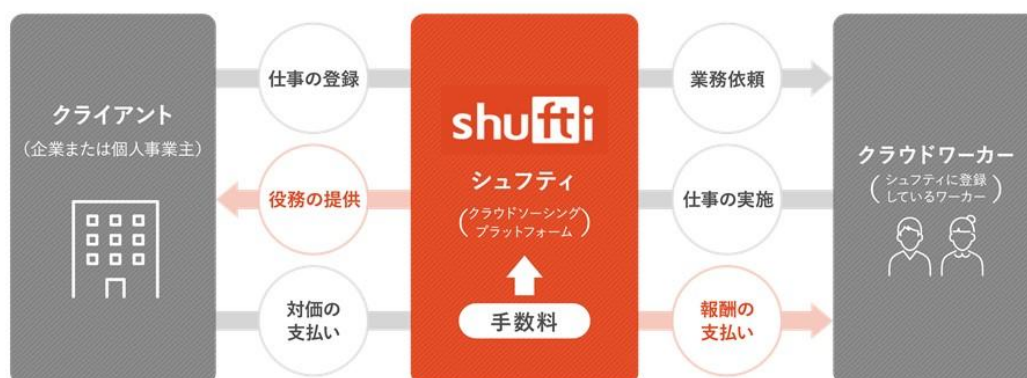 クライアント
（企業または個人事業主）
仕事の登録
役務の提供
対価の
支払い
shufti
シュフティ
（クラウドソーシング
プラットフォーム）
手数料
業務依頼
仕事の実施
報酬の
支払い
クラウドワーカー
（シュフティに登録
しているワーカー）